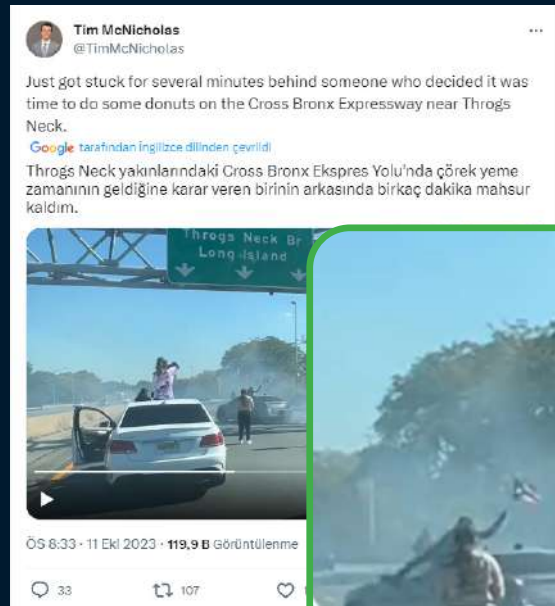 Tim McNicholas
@TimMcNicholas
Just got stuck for several minutes behind someone who decided it was
time to do some donuts on the Cross Bronx Expressway near Throgs
Neck.
Google tarafından İngilizce dilinden çevrildi
Throgs Neck yakınlarındaki Cross Bronx Ekspres Yolu'nda çörek yeme
zamanının geldiğine karar veren birinin arkasında birkaç dakika mahsur
kaldım.
Throgs Neck Br
Long Island
ÖS 8:33 · 11 Eki 2023 · 119,9 B Görüntülenme
33
107